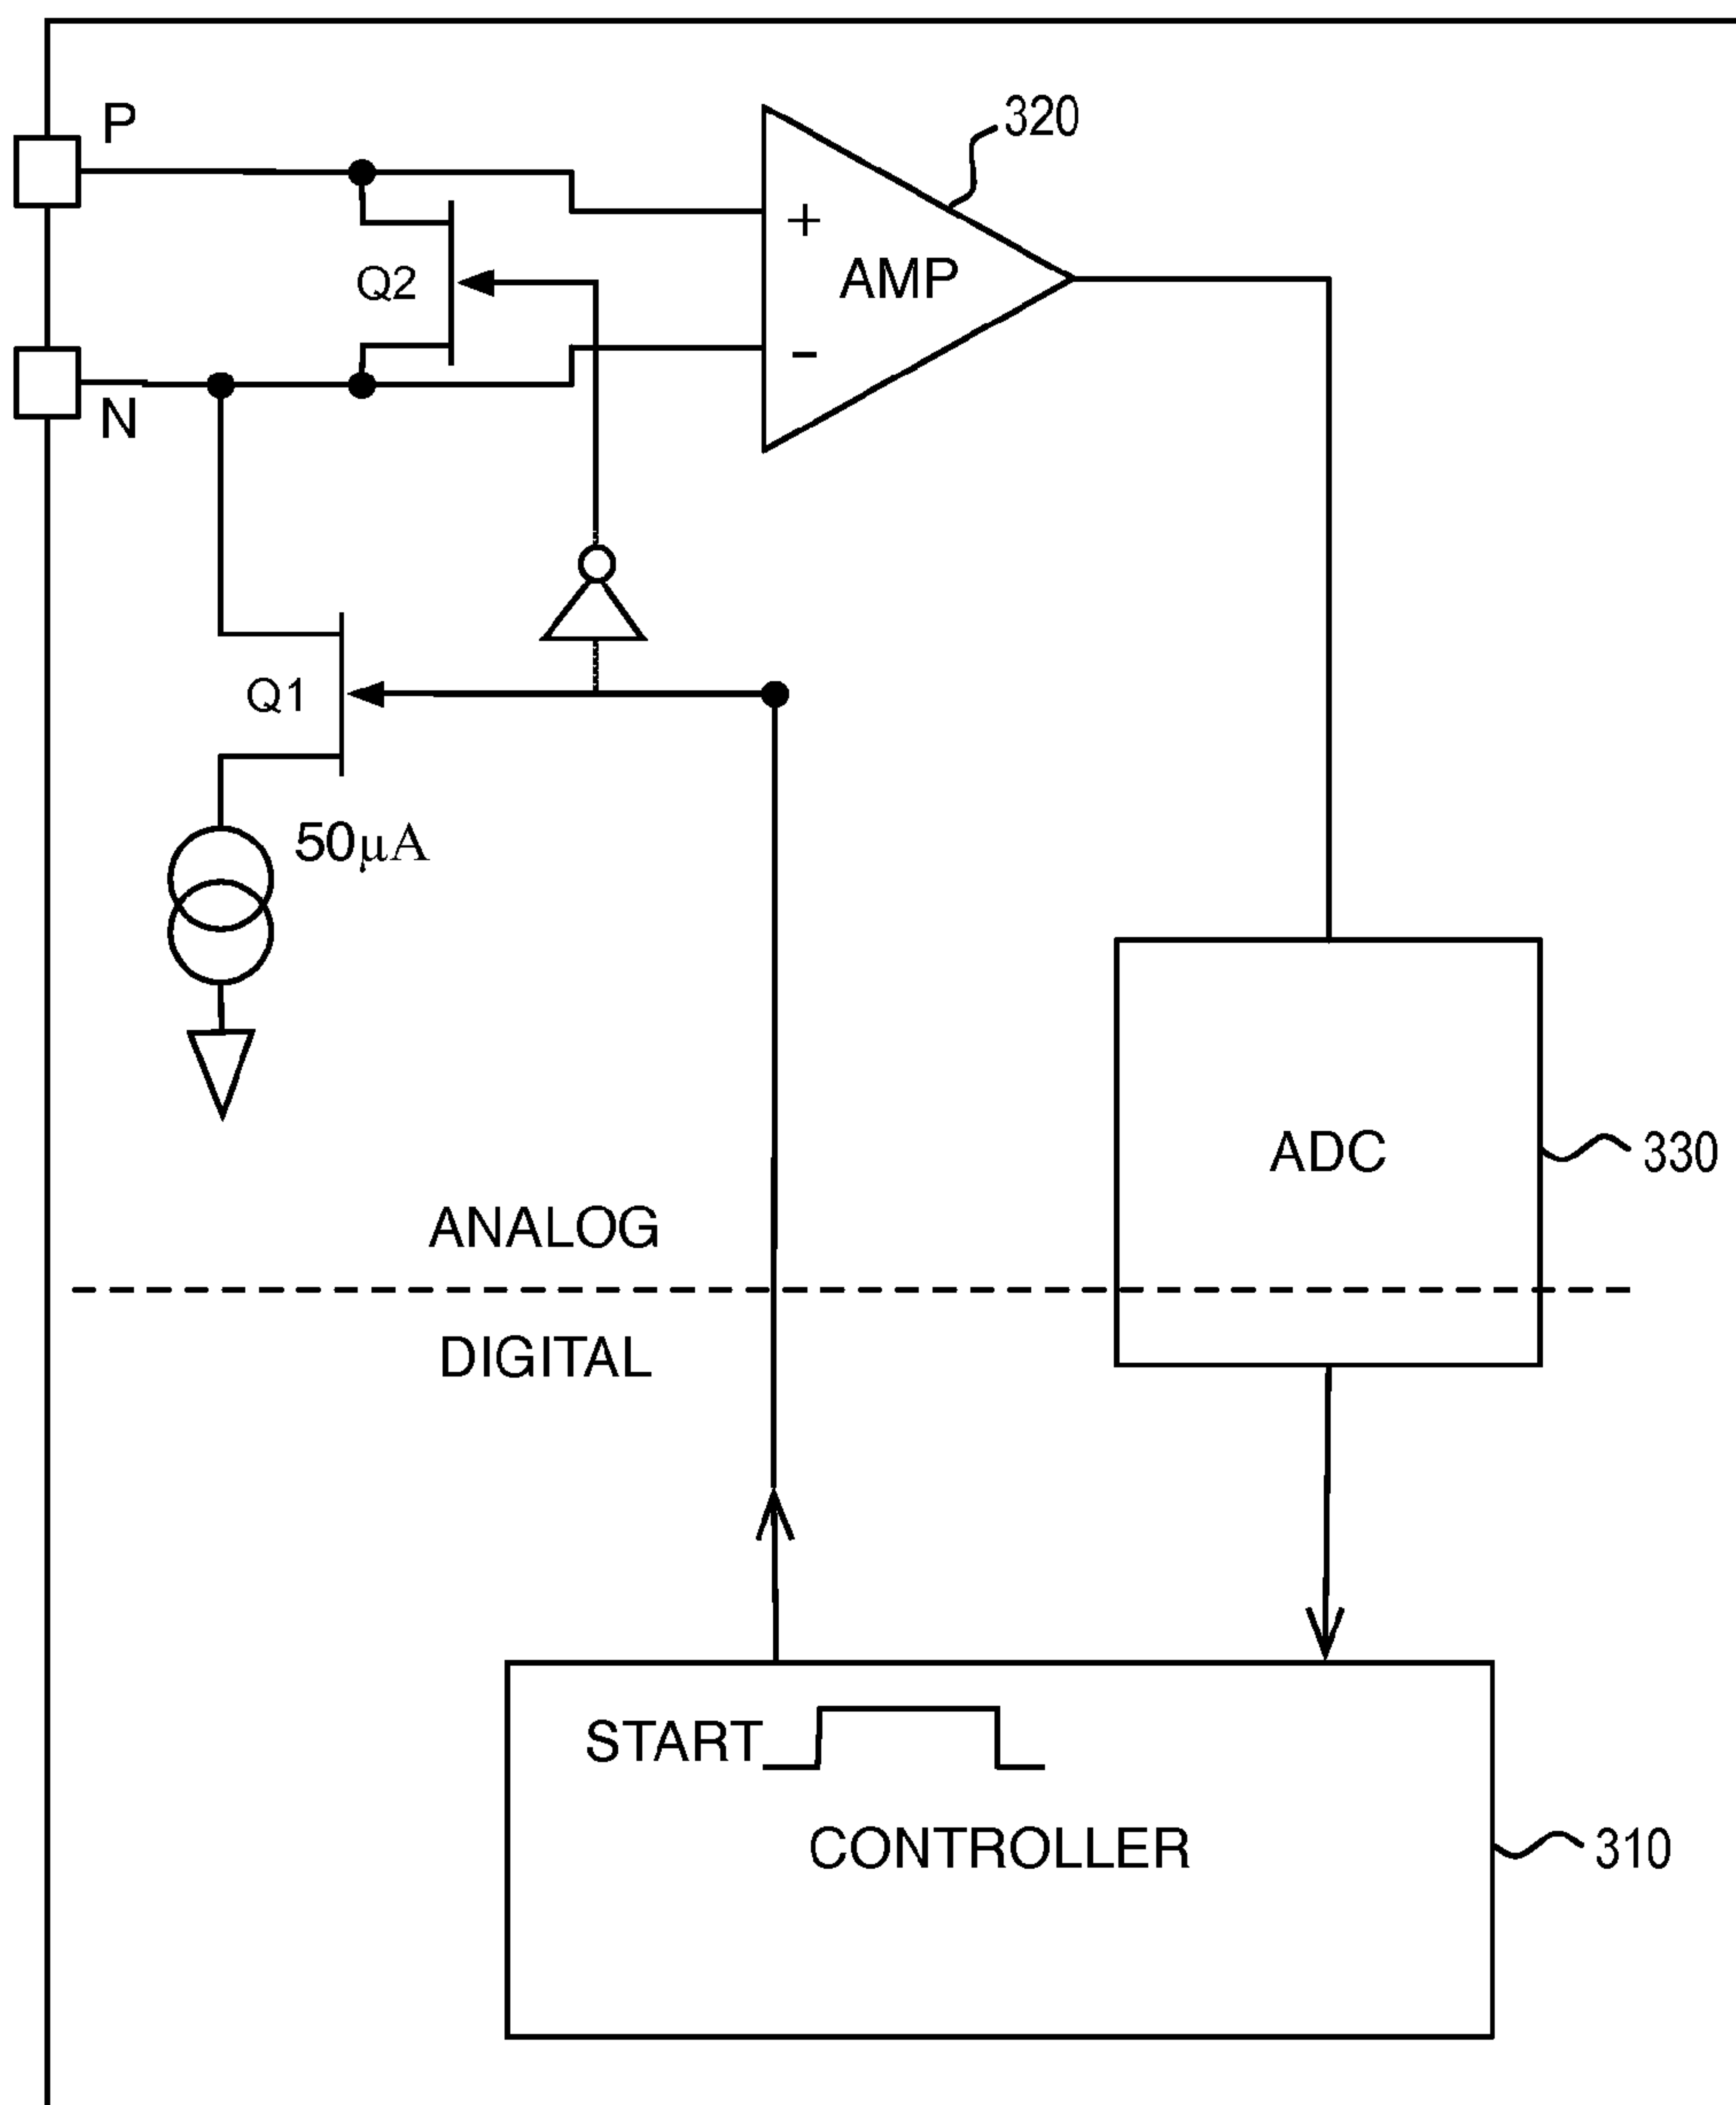 P
320
+
Q2
AMP
-
N
Q1
50μA
ADC
330
ANALOG
DIGITAL
START
CONTROLLER
310